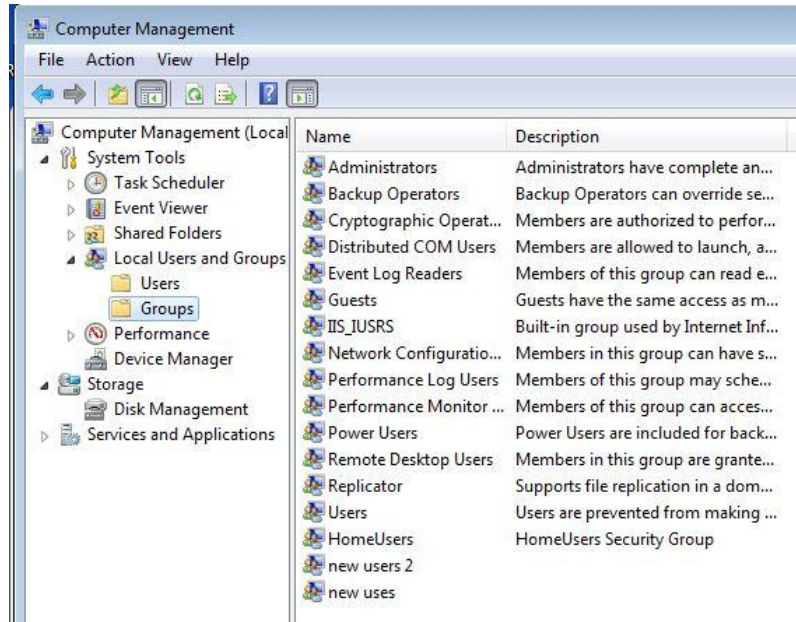 Computer Management
File Action View Help
Computer Management (Local
System Tools
Task Scheduler
Event Viewer
Shared Folders
Local Users and Groups
Users
Groups
Performance
Device Manager
Storage
Disk Management
Services and Applications
Name Description
Administrators Administrators have complete an...
Backup Operators Backup Operators can override se...
Cryptographic Operat... Members are authorized to perfor...
Distributed COM Users Members are allowed to launch, a...
Event Log Readers Members of this group can read e...
Guests Guests have the same access as m...
IIS_IUSRS Built-in group used by Internet Inf...
Network Configuratio... Members in this group can have s...
Performance Log Users Members of this group may sche...
Performance Monitor ... Members of this group can acces...
Power Users Power Users are included for back...
Remote Desktop Users Members in this group are grante...
Replicator Supports file replication in a dom...
Users Users are prevented from making ...
HomeUsers HomeUsers Security Group
new users 2
new uses